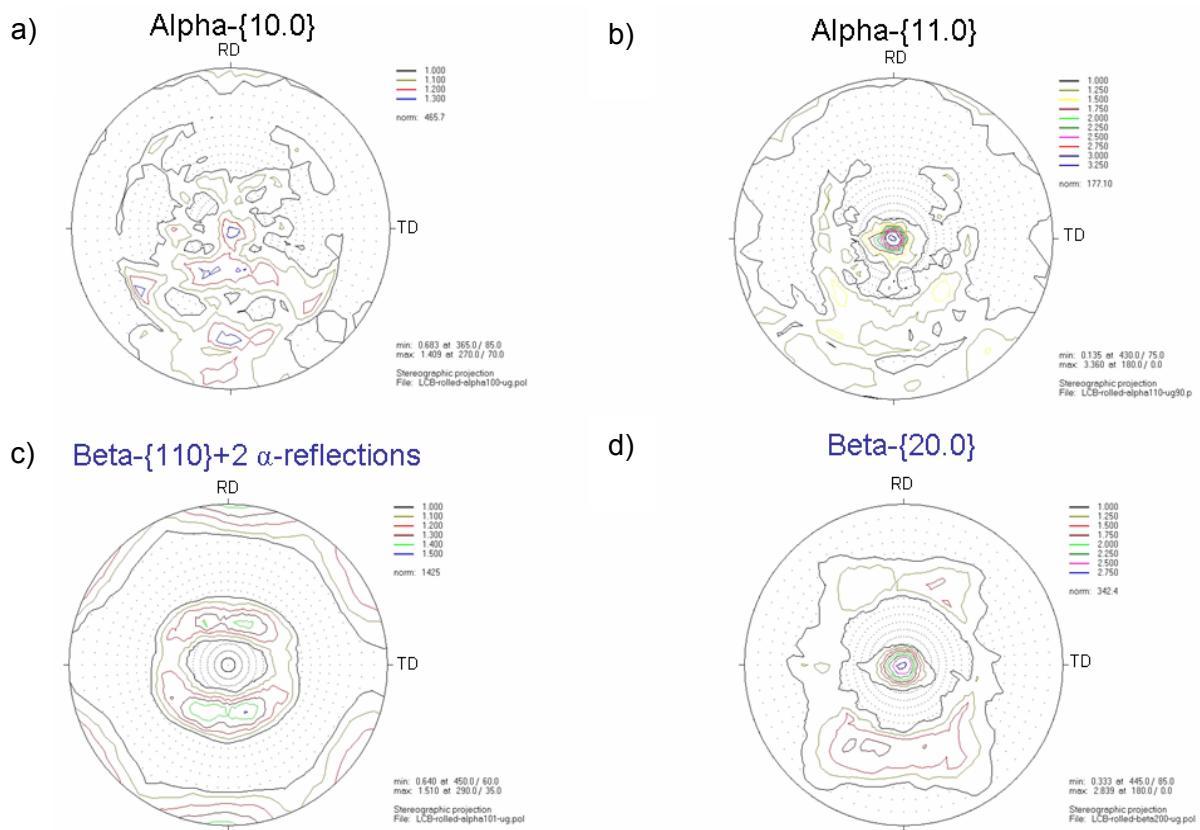 a)
Alpha-{10.0}
RD
TD
1.000
1.100
1.200
1.300
norm: 465.7
min: 0.683 at 365.0 / 85.0
max: 1.409 at 270.0 / 70.0
Stereographic projection
File: LCB-rolled-alpha100-ug.pol
b)
Alpha-{11.0}
RD
TD
1.000
1.250
1.500
1.750
2.000
2.250
2.500
2.750
3.000
3.250
norm: 177.10
min: 0.135 at 430.0 / 75.0
max: 3.360 at 180.0 / 0.0
Stereographic projection
File: LCB-rolled-alpha110-ug90.p
c)
Beta-{110}+2 α-reflections
RD
TD
1.000
1.100
1.200
1.300
1.400
1.500
norm: 1425
min: 0.640 at 450.0 / 60.0
max: 1.510 at 290.0 / 35.0
Stereographic projection
File: LCB-rolled-alpha101-ug.pol
d)
Beta-{20.0}
RD
TD
1.000
1.250
1.500
1.750
2.000
2.250
2.500
2.750
norm: 342.4
min: 0.333 at 445.0 / 85.0
max: 2.839 at 180.0 / 0.0
Stereographic projection
File: LCB-rolled-beta200-ug.pol